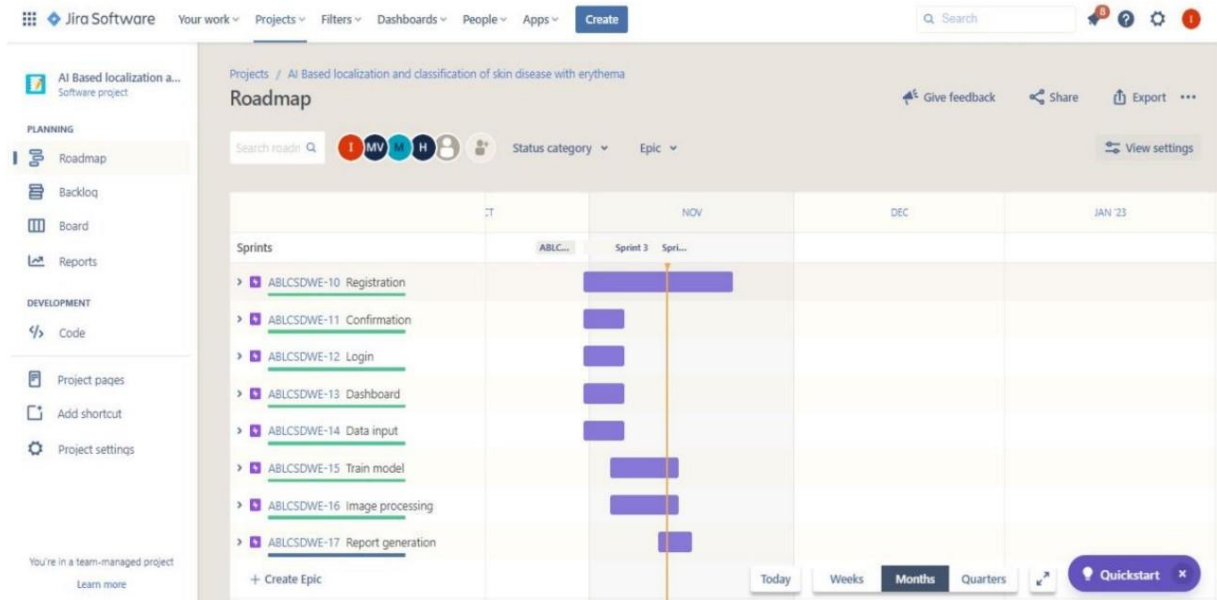 Jira Software Your work Projects Filters Dashboards People Apps Create Search 8 I
AI Based localization a...
Software project
PLANNING
Roadmap
Backlog
Board
Reports
DEVELOPMENT
Code
Project pages
Add shortcut
Project settings
You're in a team-managed project
Learn more
Projects / AI Based localization and classification of skin disease with erythema
Roadmap
Give feedback Share Export
Search roadm I MV M H Status category Epic View settings
CT NOV DEC JAN '23
Sprints ABLC... Sprint 3 Spri...
ABLCSDWE-10 Registration
ABLCSDWE-11 Confirmation
ABLCSDWE-12 Login
ABLCSDWE-13 Dashboard
ABLCSDWE-14 Data input
ABLCSDWE-15 Train model
ABLCSDWE-16 Image processing
ABLCSDWE-17 Report generation
+ Create Epic
Today Weeks Months Quarters Quickstart